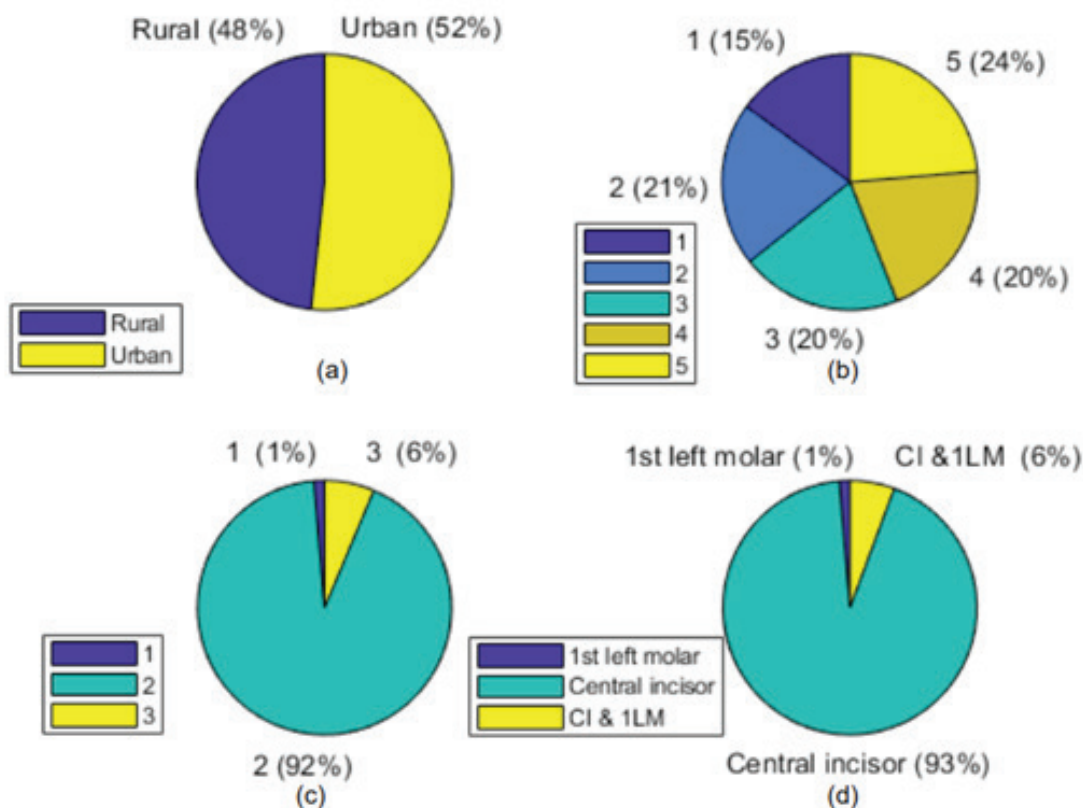 Rural (48%)
Urban (52%)
Rural
Urban
(a)
1 (15%)
5 (24%)
2 (21%)
4 (20%)
3 (20%)
1
2
3
4
5
(b)
1 (1%)
3 (6%)
1
2
3
2 (92%)
(c)
1st left molar (1%)
CI &1LM (6%)
1st left molar
Central incisor
CI & 1LM
Central incisor (93%)
(d)